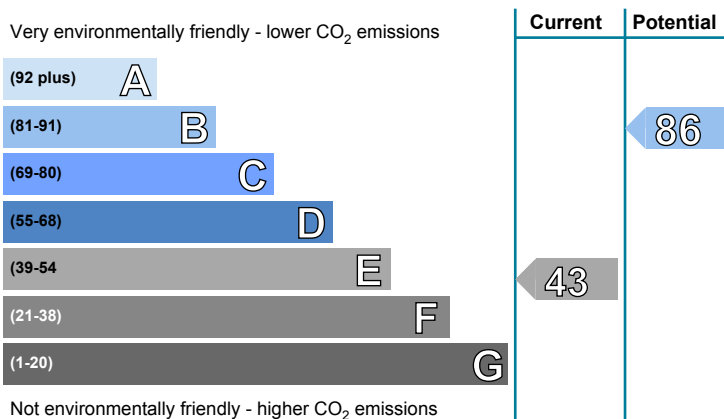 Current Potential
Very environmentally friendly - lower CO2 emissions
(92 plus) A
(81-91) B
86
(69-80) C
(55-68) D
(39-54 E
43
(21-38) F
(1-20) G
Not environmentally friendly - higher CO2 emissions